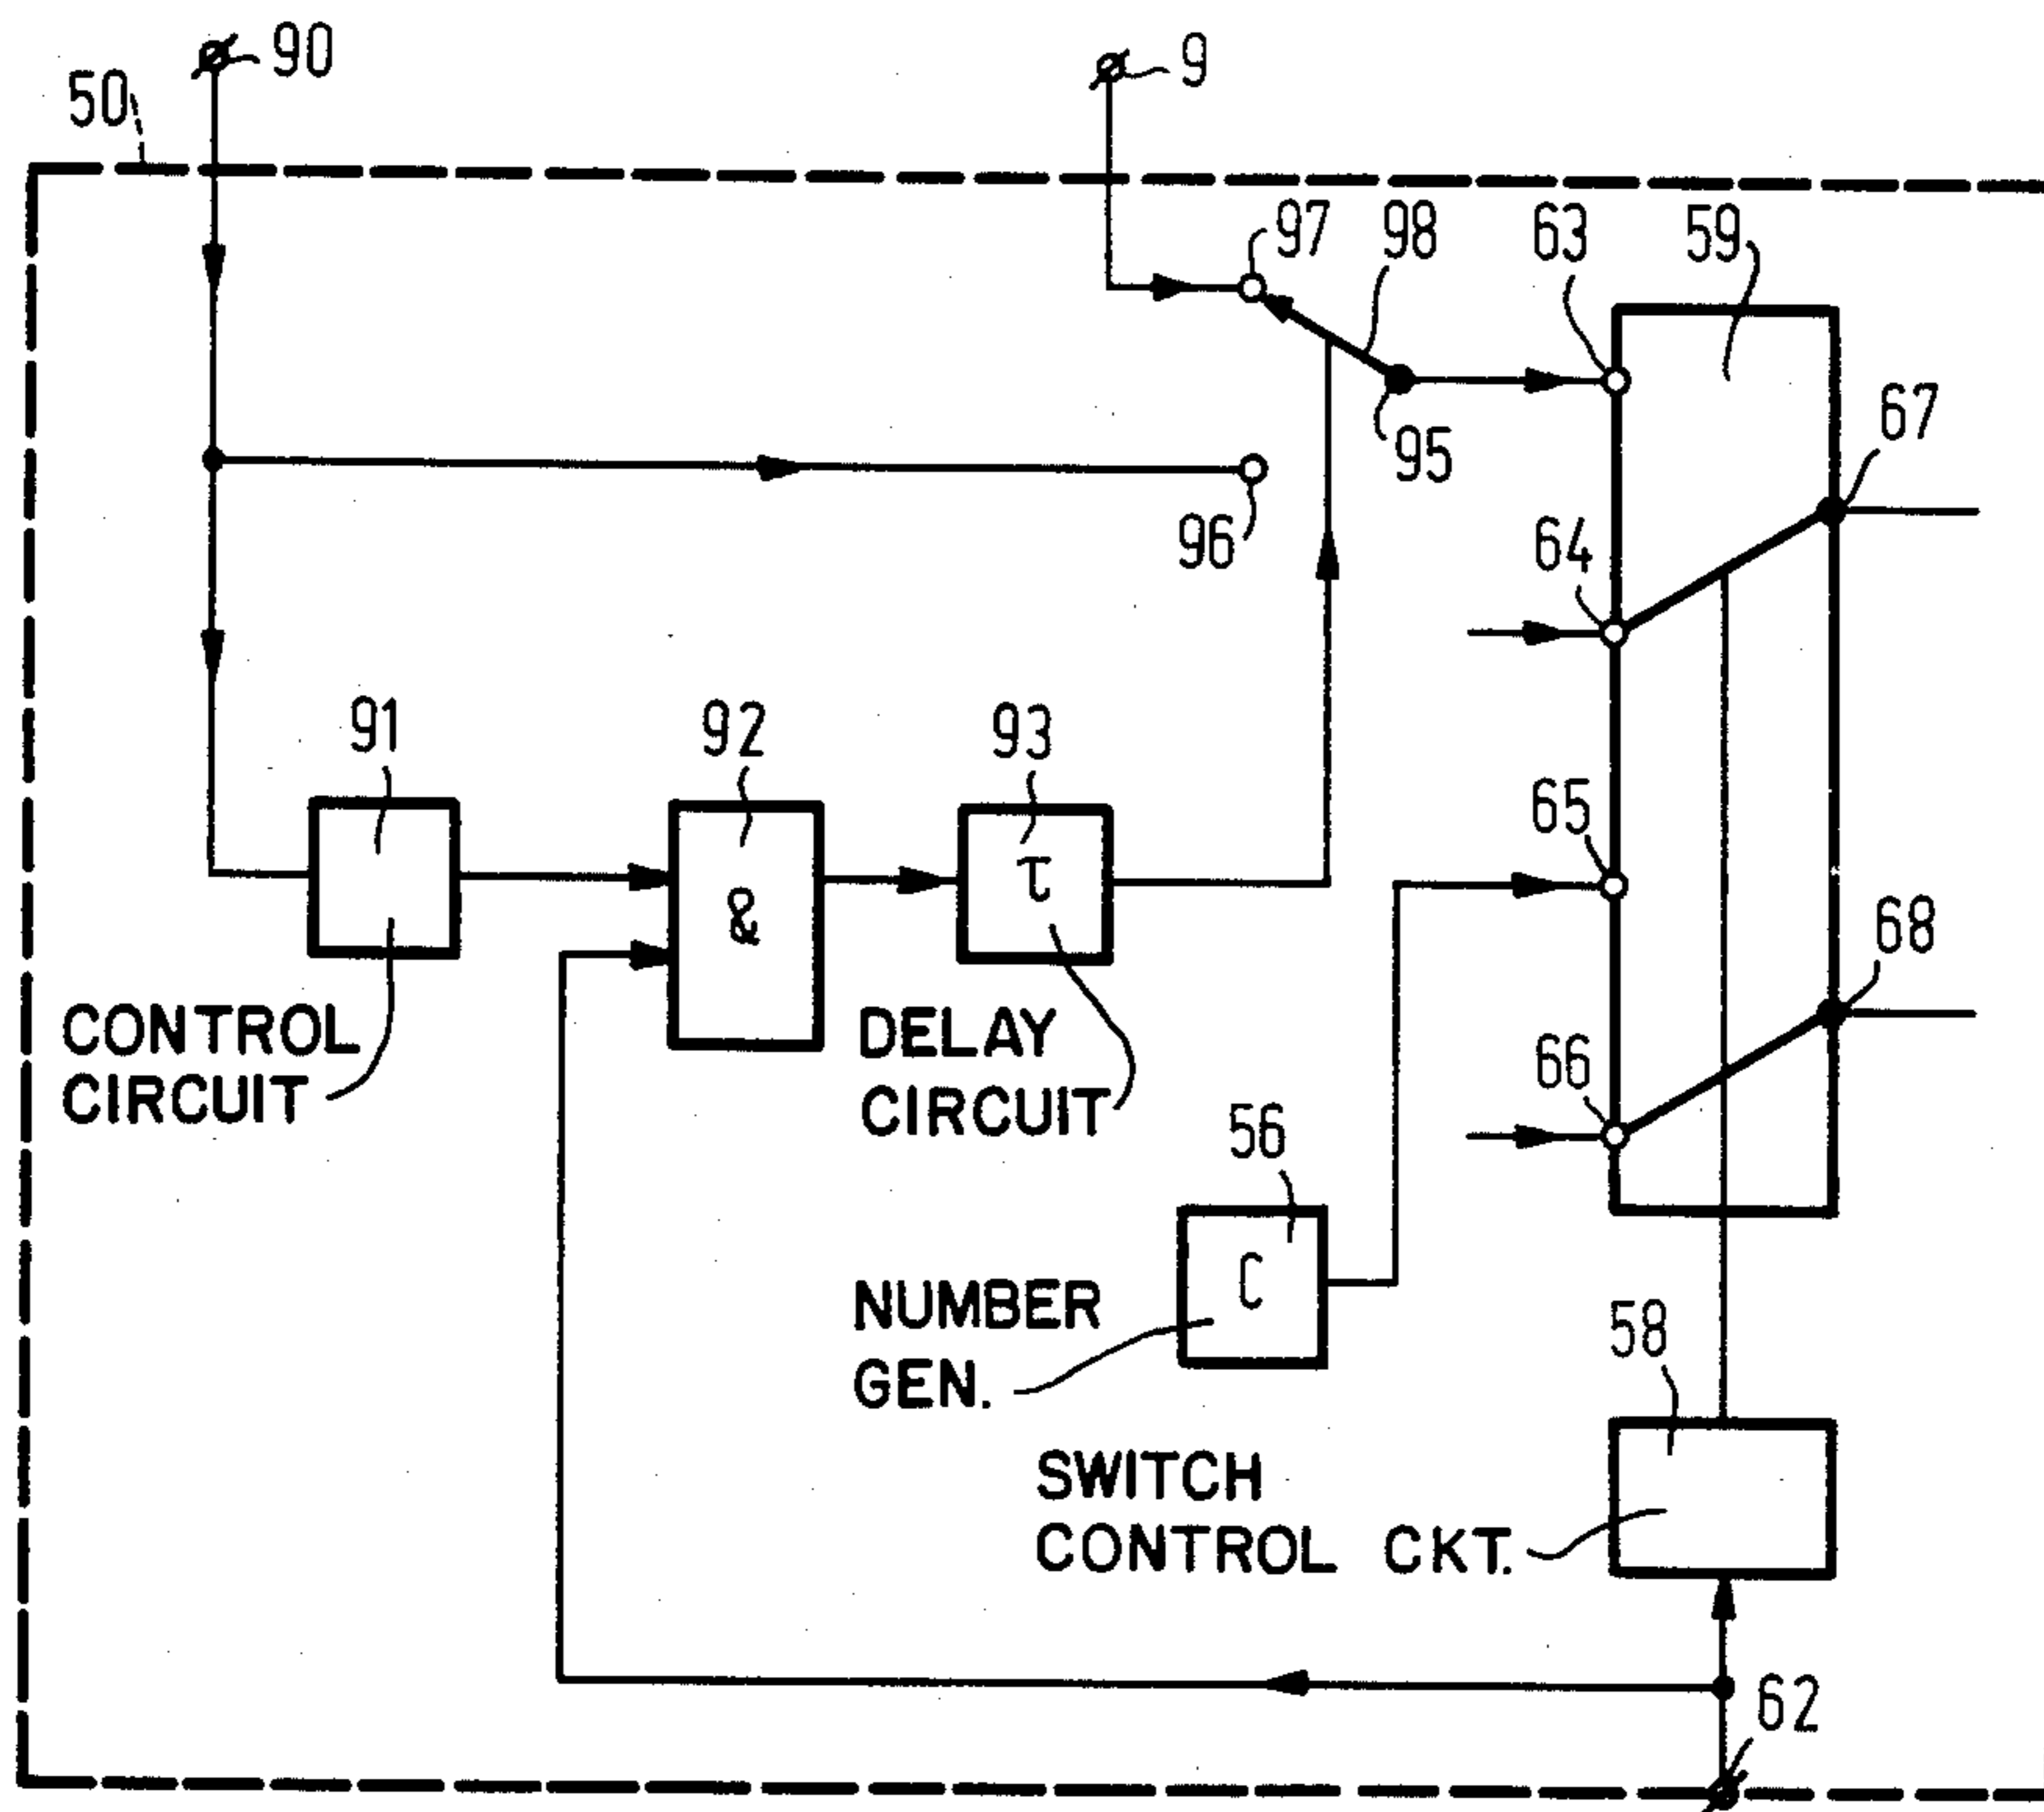 90
9
50
97
98
63
59
67
95
96
64
91
92
93
65
τ
&
68
CONTROL
CIRCUIT
DELAY
CIRCUIT
66
56
C
NUMBER
GEN.
58
SWITCH
CONTROL CKT.
62